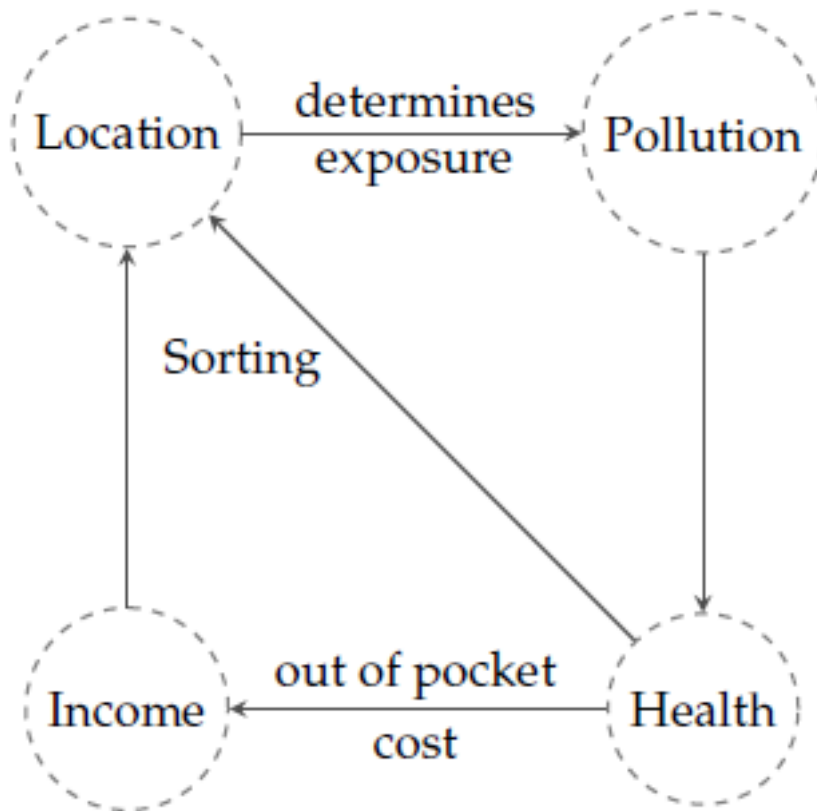 Location
determines
exposure
Pollution
Sorting
Income
out of pocket
cost
Health